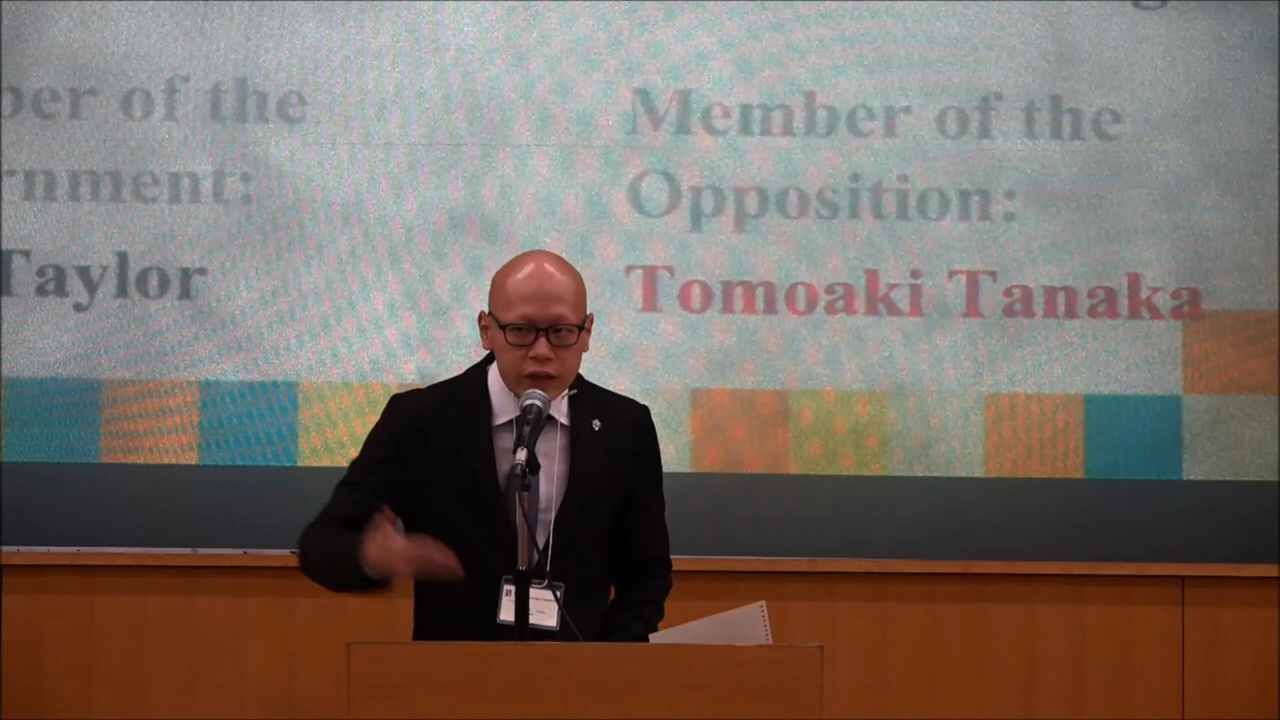 ber of the
rnment:
Taylor
Member of the
Opposition:
Tomoaki Tanaka